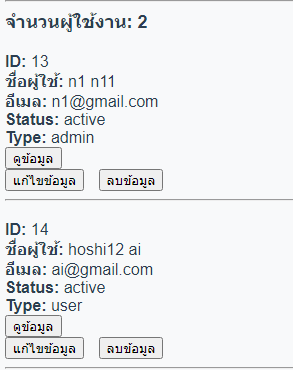 จำนวนผู้ใช้งาน: 2
ID: 13
ชื่อผู้ใช้: n1 n11
อีเมล: n1@gmail.com
Status: active
Type: admin
ดูข้อมูล
แก้ไขข้อมูล ลบข้อมูล
ID: 14
ชื่อผู้ใช้: hoshi12 ai
อีเมล: ai@gmail.com
Status: active
Type: user
ดูข้อมูล
แก้ไขข้อมูล ลบข้อมูล